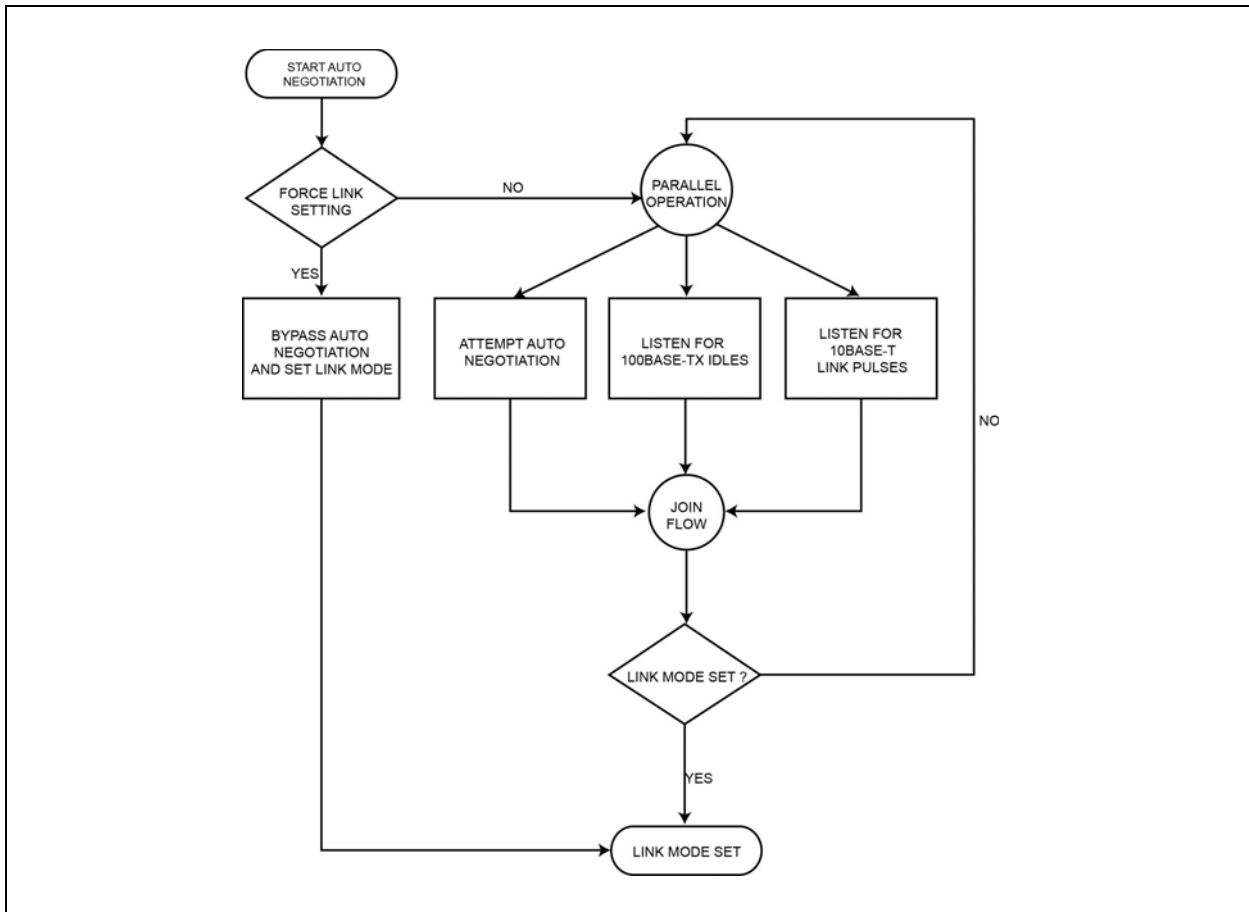 START AUTO
NEGOTIATION
FORCE LINK
SETTING
NO
PARALLEL
OPERATION
YES
BYPASS AUTO
NEGOTIATION
AND SET LINK MODE
ATTEMPT AUTO
NEGOTIATION
LISTEN FOR
100BASE-TX IDLES
LISTEN FOR
10BASE-T
LINK PULSES
NO
JOIN
FLOW
LINK MODE SET ?
YES
LINK MODE SET